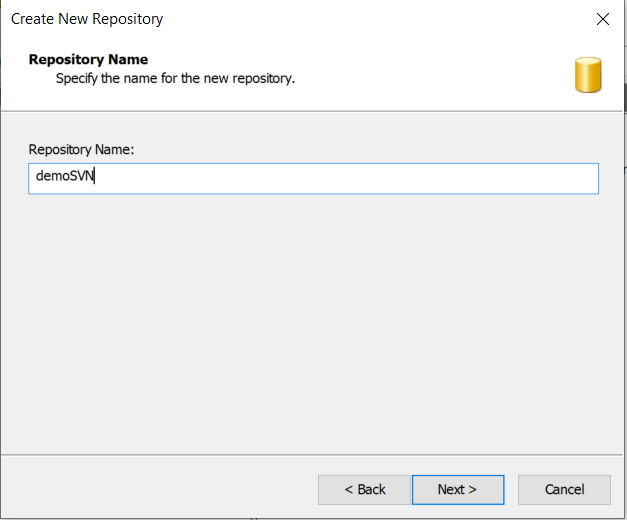 Create New Repository
Repository Name
Specify the name for the new repository.
Repository Name:
demoSVN
< Back
Next >
Cancel